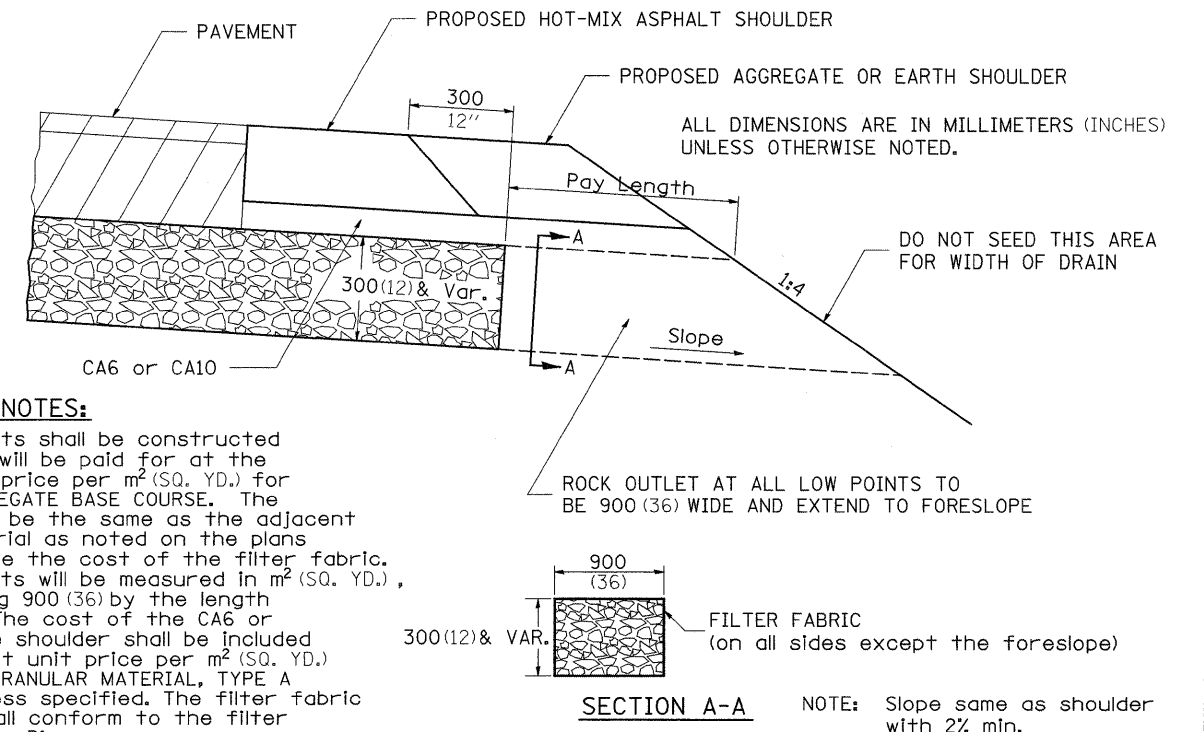 PAVEMENT
PROPOSED HOT-MIX ASPHALT SHOULDER
PROPOSED AGGREGATE OR EARTH SHOULDER
300
12"
ALL DIMENSIONS ARE IN MILLIMETERS (INCHES)
UNLESS OTHERWISE NOTED.
Pay Length
A
DO NOT SEED THIS AREA
FOR WIDTH OF DRAIN
300(12)& Var.
1:4
Slope
CA6 or CA10
A
NOTES:
ts shall be constructed
will be paid for at the
price per m² (SQ. YD.) for
EGATE BASE COURSE. The
be the same as the adjacent
rial as noted on the plans
e the cost of the filter fabric.
ts will be measured in m² (SQ. YD.),
g 900 (36) by the length
The cost of the CA6 or
e shoulder shall be included
t unit price per m² (SQ. YD.)
RANULAR MATERIAL, TYPE A
ess specified. The filter fabric
all conform to the filter
ROCK OUTLET AT ALL LOW POINTS TO
BE 900 (36) WIDE AND EXTEND TO FORESLOPE
900
(36)
300(12)& VAR.
FILTER FABRIC
(on all sides except the foreslope)
SECTION A-A
NOTE: Slope same as shoulder
with 2% min.